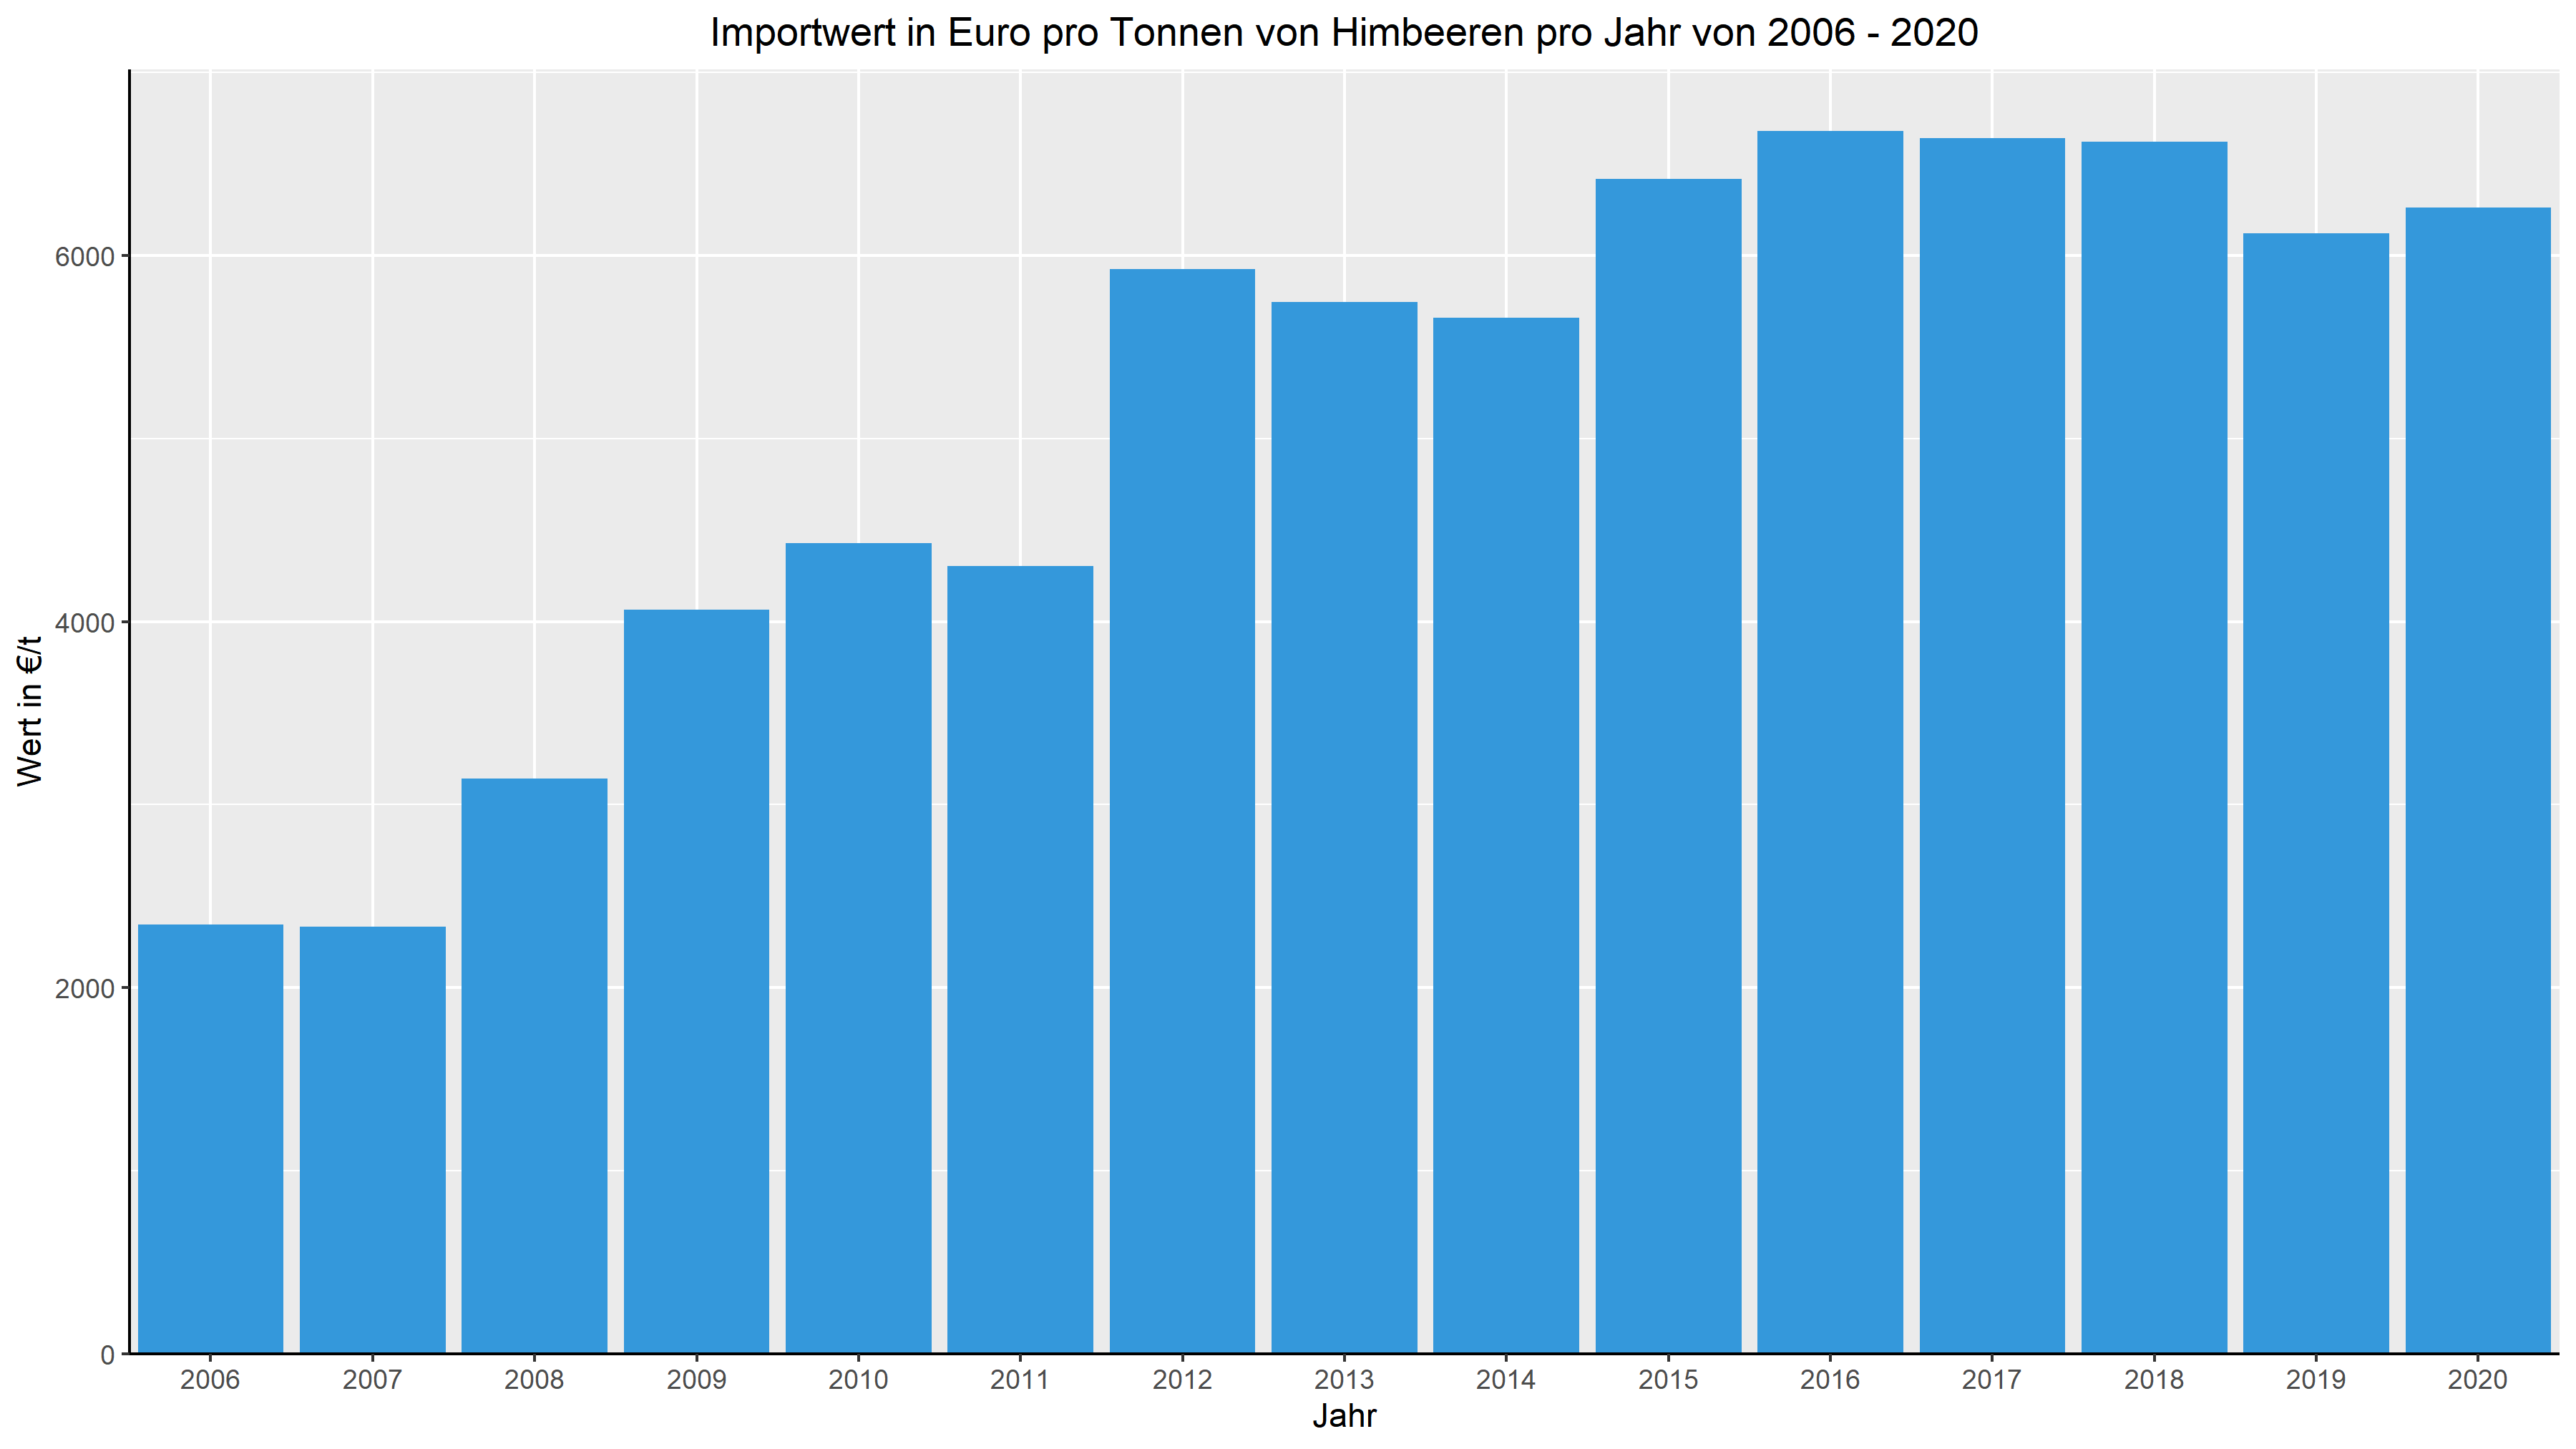 Importwert in Euro pro Tonnen von Himbeeren pro Jahr von 2006 - 2020
Wert in €/t
6000
4000
2000
0
2006 2007 2008 2009 2010 2011 2012 2013 2014 2015 2016 2017 2018 2019 2020
Jahr